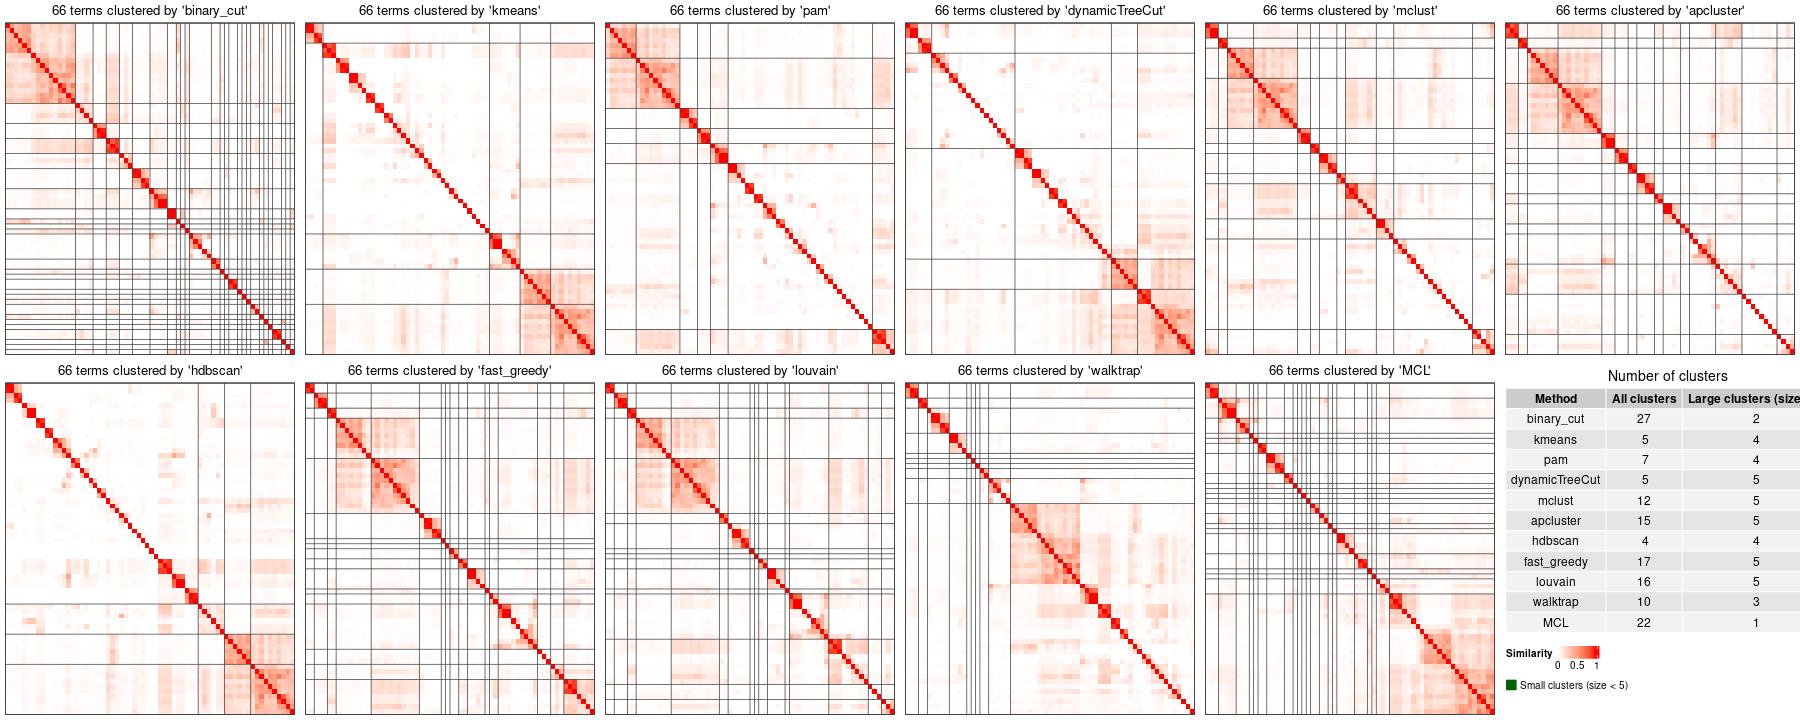 66 terms clustered by 'binary_cut'
66 terms clustered by 'kmeans'
66 terms clustered by 'pam'
66 terms clustered by 'dynamicTreeCut'
66 terms clustered by 'mclust'
66 terms clustered by 'apcluster'
66 terms clustered by 'hdbscan'
66 terms clustered by 'fast_greedy'
66 terms clustered by 'louvain'
66 terms clustered by 'walktrap'
66 terms clustered by 'MCL'
Number of clusters
Method All clusters Large clusters (size
binary_cut 27 2
kmeans 5 4
pam 7 4
dynamicTreeCut 5 5
mclust 12 5
apcluster 15 5
hdbscan 4 4
fast_greedy 17 5
louvain 16 5
walktrap 10 3
MCL 22 1
Similarity
0 0.5 1
Small clusters (size < 5)